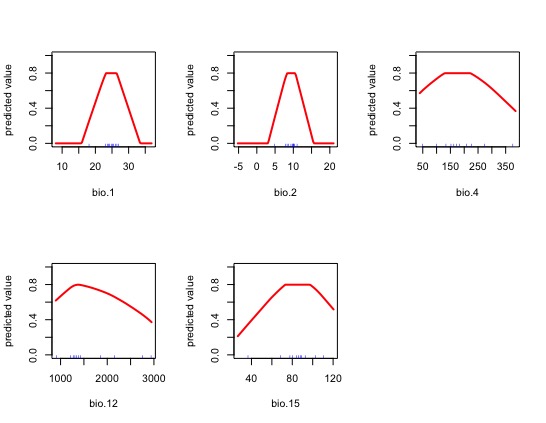 predicted value
0.0 0.4 0.8
10 20 30
bio.1
predicted value
0.0 0.4 0.8
-5 0 5 10 20
bio.2
predicted value
0.0 0.4 0.8
50 150 250 350
bio.4
predicted value
0.0 0.4 0.8
1000 2000 3000
bio.12
predicted value
0.0 0.4 0.8
40 80 120
bio.15